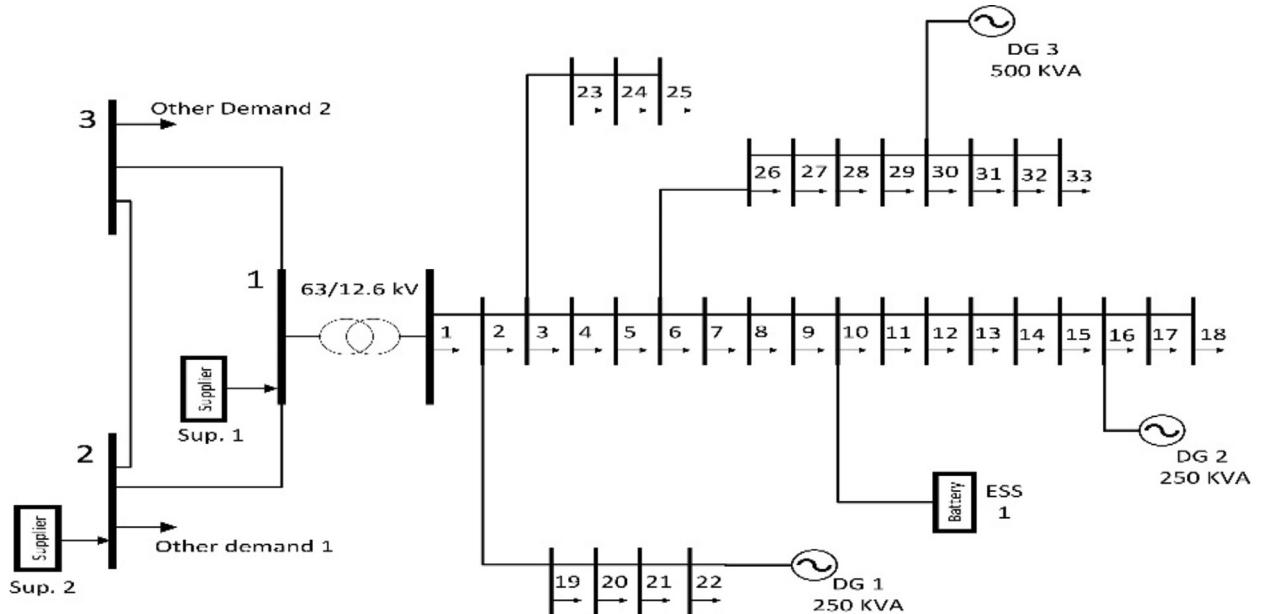 DG 3
500 KVA
23 24 25
3
Other Demand 2
26 27 28 29 30 31 32 33
1
63/12.6 kV
1 2 3 4 5 6 7 8 9 10 11 12 13 14 15 16 17 18
Supplier
Sup. 1
2
DG 2
250 KVA
Battery
ESS
1
Supplier
Other demand 1
Sup. 2
19 20 21 22
DG 1
250 KVA